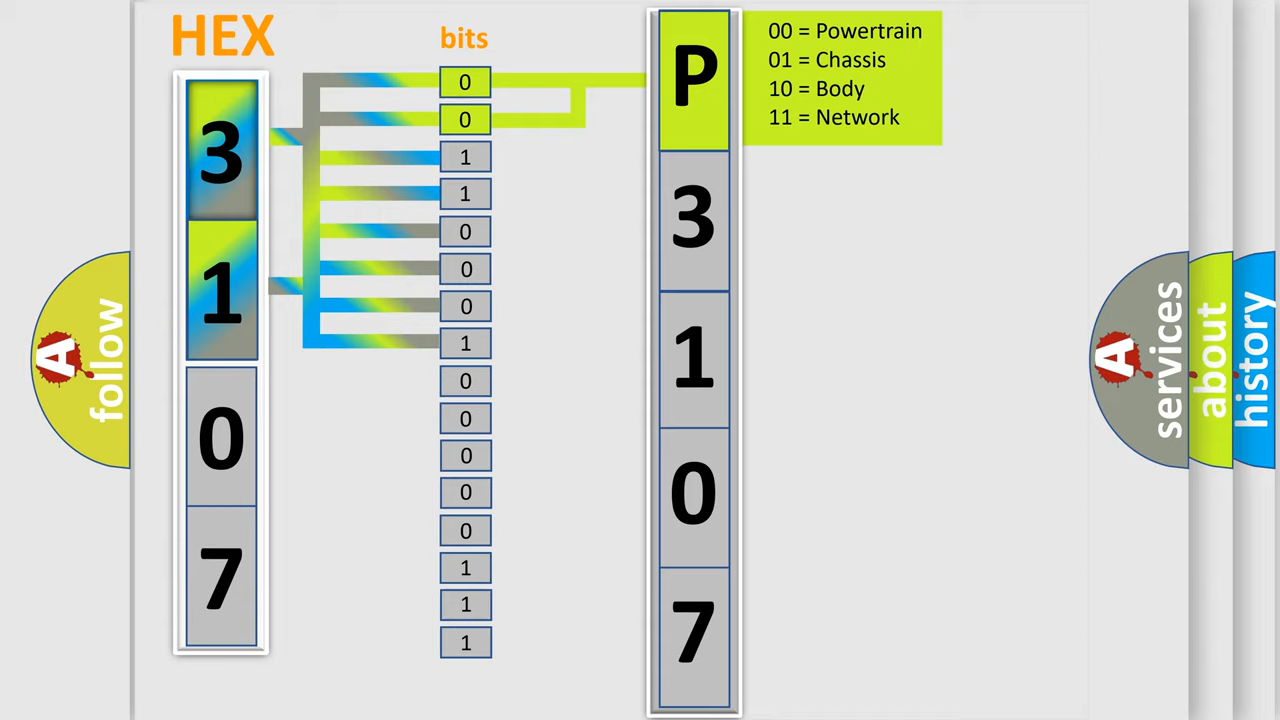 HEX
bits
3
1
0
7
0
0
1
1
0
0
0
1
0
0
0
0
0
1
1
1
P
3
1
0
7
00 = Powertrain
01 = Chassis
10 = Body
11 = Network
A follow
A services
about
history